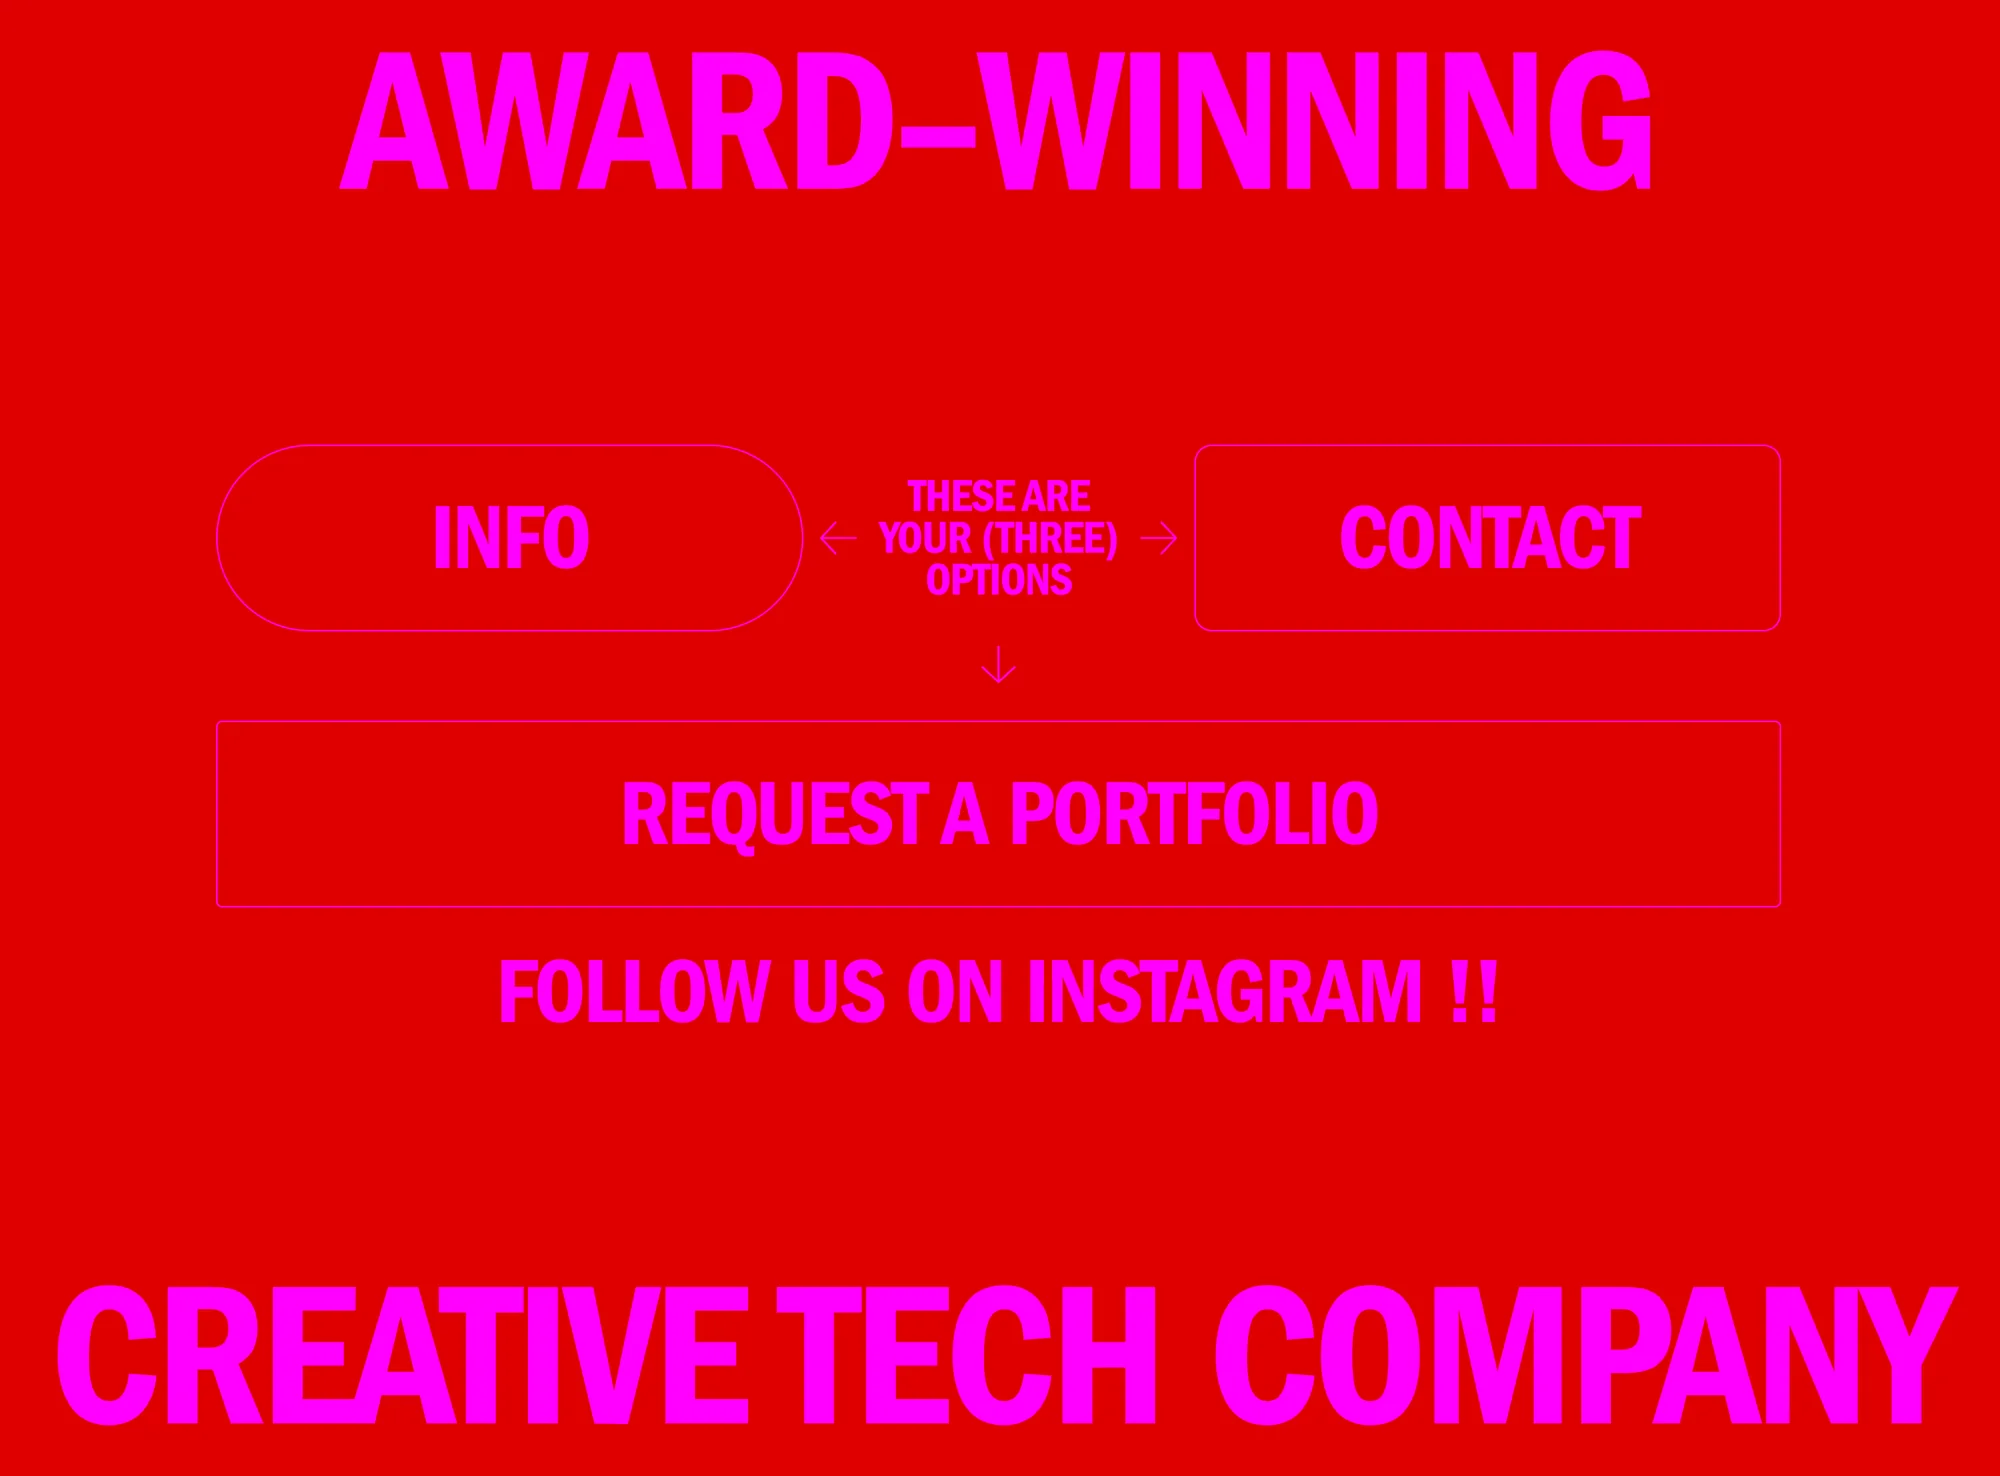 AWARD–WINNING
INFO
THESE ARE
YOUR (THREE)
OPTIONS
CONTACT
REQUEST A PORTFOLIO
FOLLOW US ON INSTAGRAM !!
CREATIVE TECH COMPANY